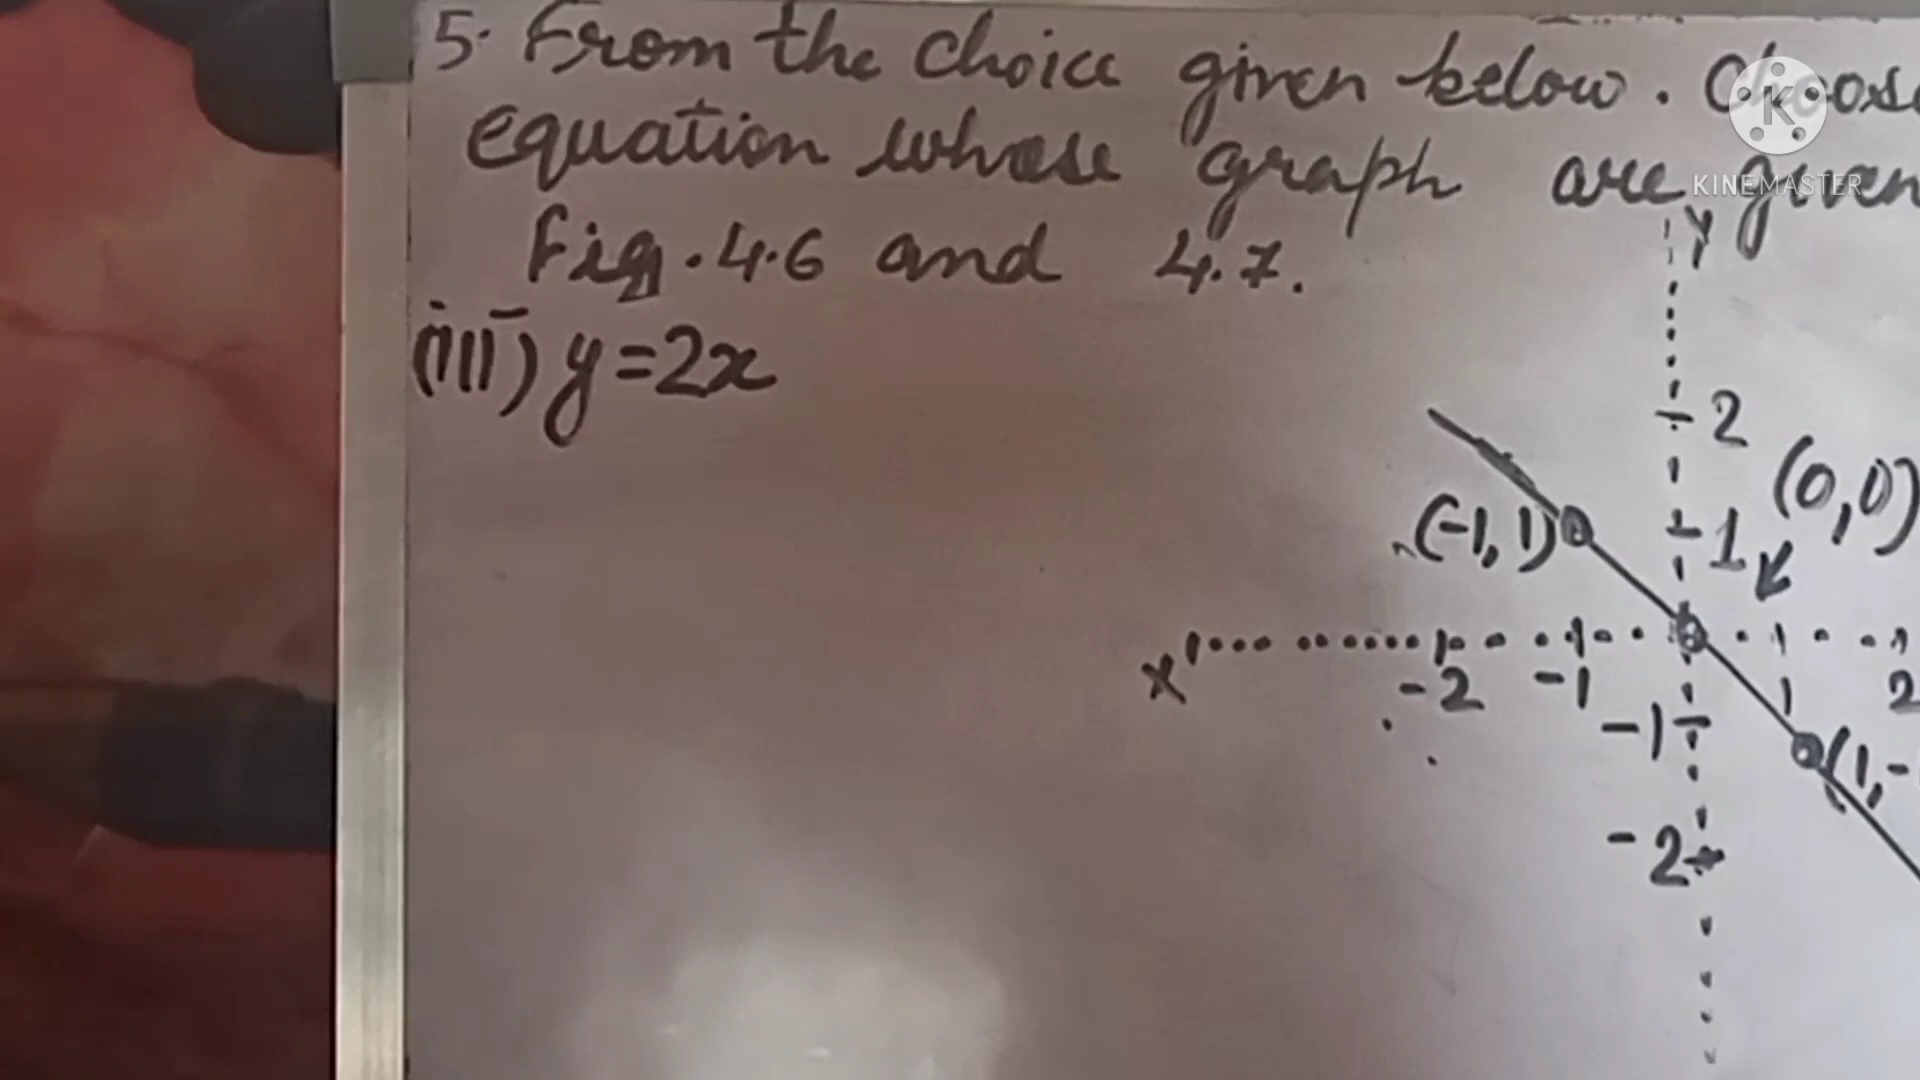 5. From the choice given below. Choose
equation whose graph are given
Fig. 4.6 and 4.7.
(iii) y=2x
Y
2
(0,0)
(-1, 1)
1
X'
-2
-1
1
2
-1
(1,-
-2
KINEMASTER